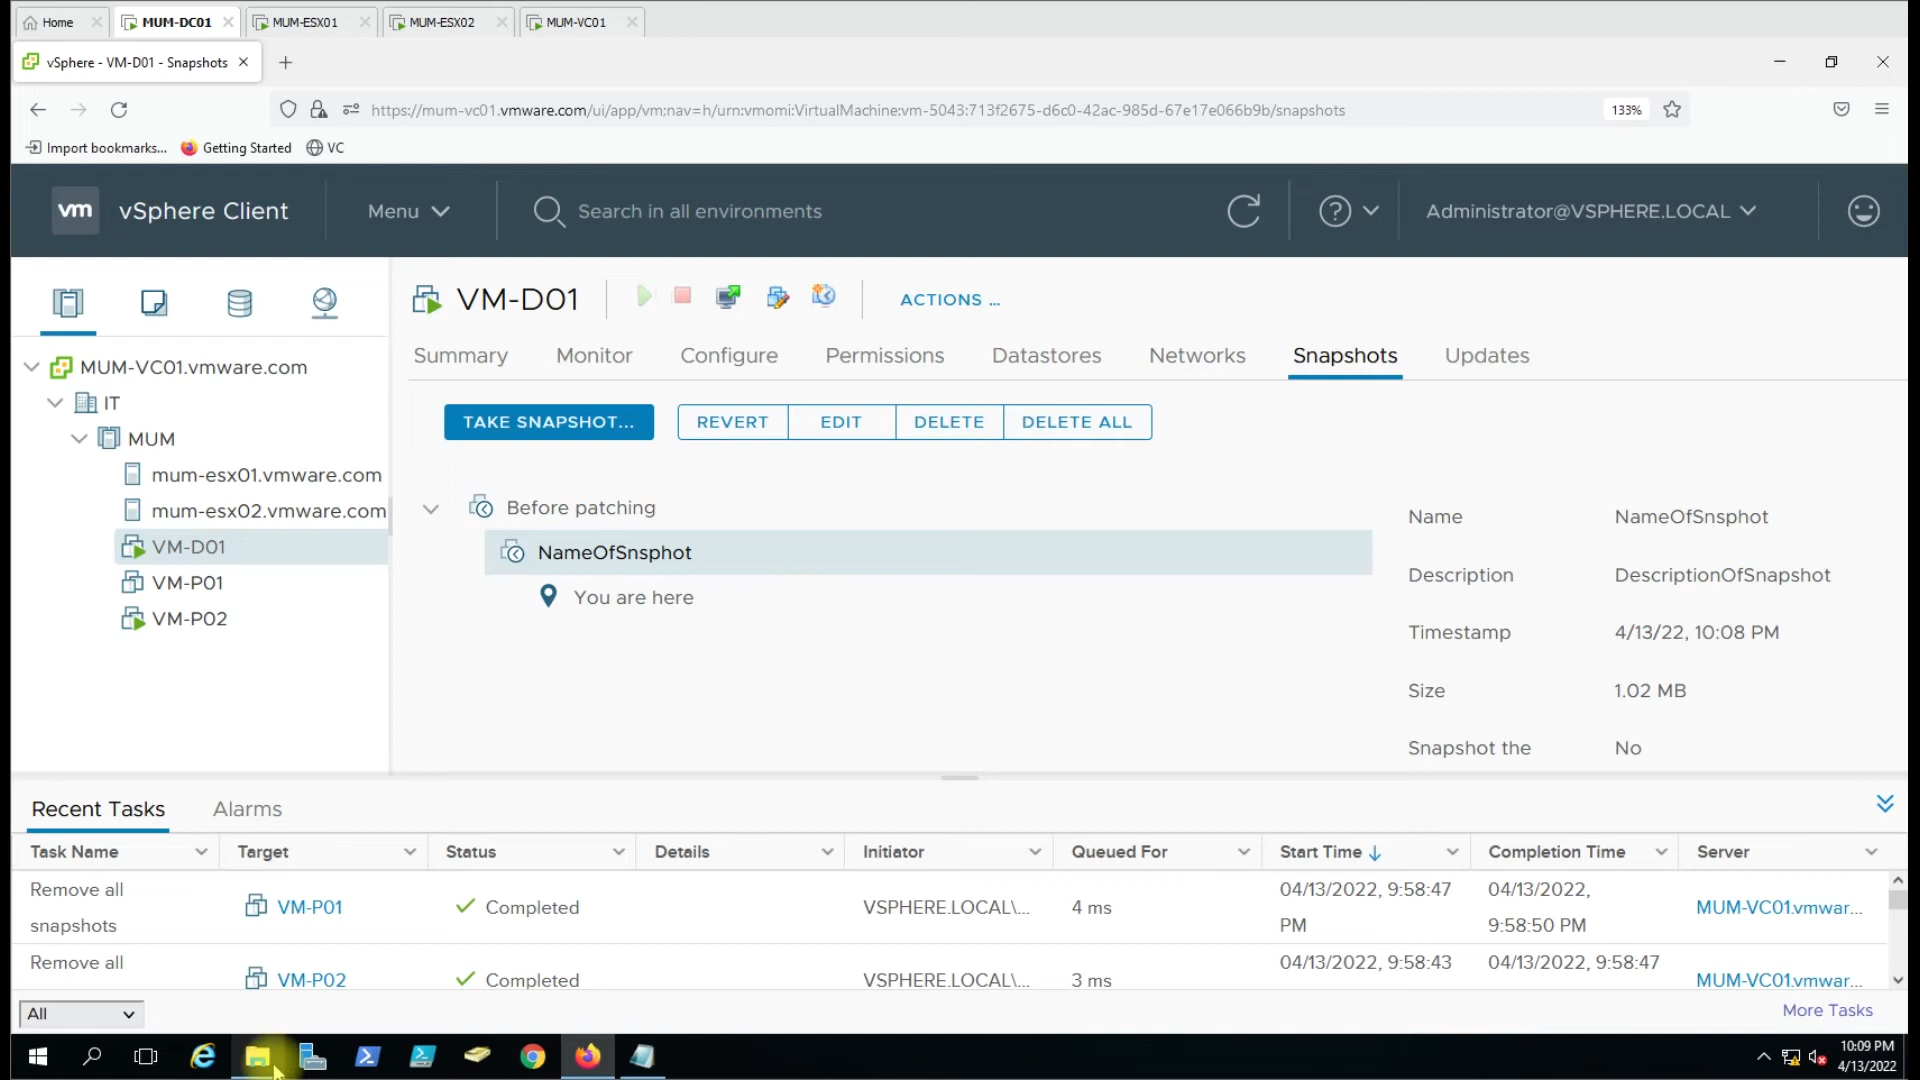 Home
MUM-DC01
MUM-ESX01
MUM-ESX02
MUM-VC01
vSphere - VM-D01 - Snapshots
https://mum-vc01.vmware.com/ui/app/vm;nav=h/urn:vmomi:VirtualMachine:vm-5043:713f2675-d6c0-42ac-985d-67e17e066b9b/snapshots
133%
Import bookmarks...
Getting Started
VC
vm
vSphere Client
Menu
Search in all environments
Administrator@VSPHERE.LOCAL
VM-D01
ACTIONS ...
Summary
Monitor
Configure
Permissions
Datastores
Networks
Snapshots
Updates
MUM-VC01.vmware.com
IT
MUM
mum-esx01.vmware.com
mum-esx02.vmware.com
VM-D01
VM-P01
VM-P02
TAKE SNAPSHOT...
REVERT
EDIT
DELETE
DELETE ALL
Before patching
NameOfSnsphot
You are here
Name NameOfSnsphot
Description DescriptionOfSnapshot
Timestamp 4/13/22, 10:08 PM
Size 1.02 MB
Snapshot the No
Recent Tasks
Alarms
Task Name Target Status Details Initiator Queued For Start Time Completion Time Server
Remove all snapshots VM-P01 Completed VSPHERE.LOCAL\... 4 ms 04/13/2022, 9:58:47 PM 04/13/2022, 9:58:50 PM MUM-VC01.vmwar...
Remove all VM-P02 Completed VSPHERE.LOCAL\... 3 ms 04/13/2022, 9:58:43 04/13/2022, 9:58:47 MUM-VC01.vmwar...
All
More Tasks
10:09 PM
4/13/2022